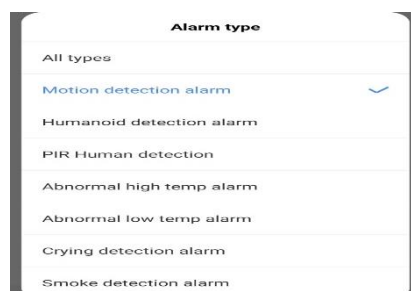 Alarm type
All types
Motion detection alarm
Humanoid detection alarm
PIR Human detection
Abnormal high temp alarm
Abnormal low temp alarm
Crying detection alarm
Smoke detection alarm